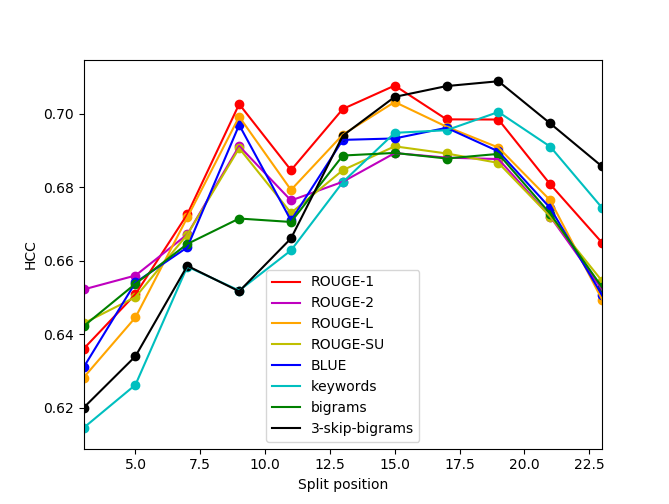 HCC
0.70
0.68
0.66
0.64
0.62
ROUGE-1
ROUGE-2
ROUGE-L
ROUGE-SU
BLUE
keywords
bigrams
3-skip-bigrams
5.0 7.5 10.0 12.5 15.0 17.5 20.0 22.5
Split position